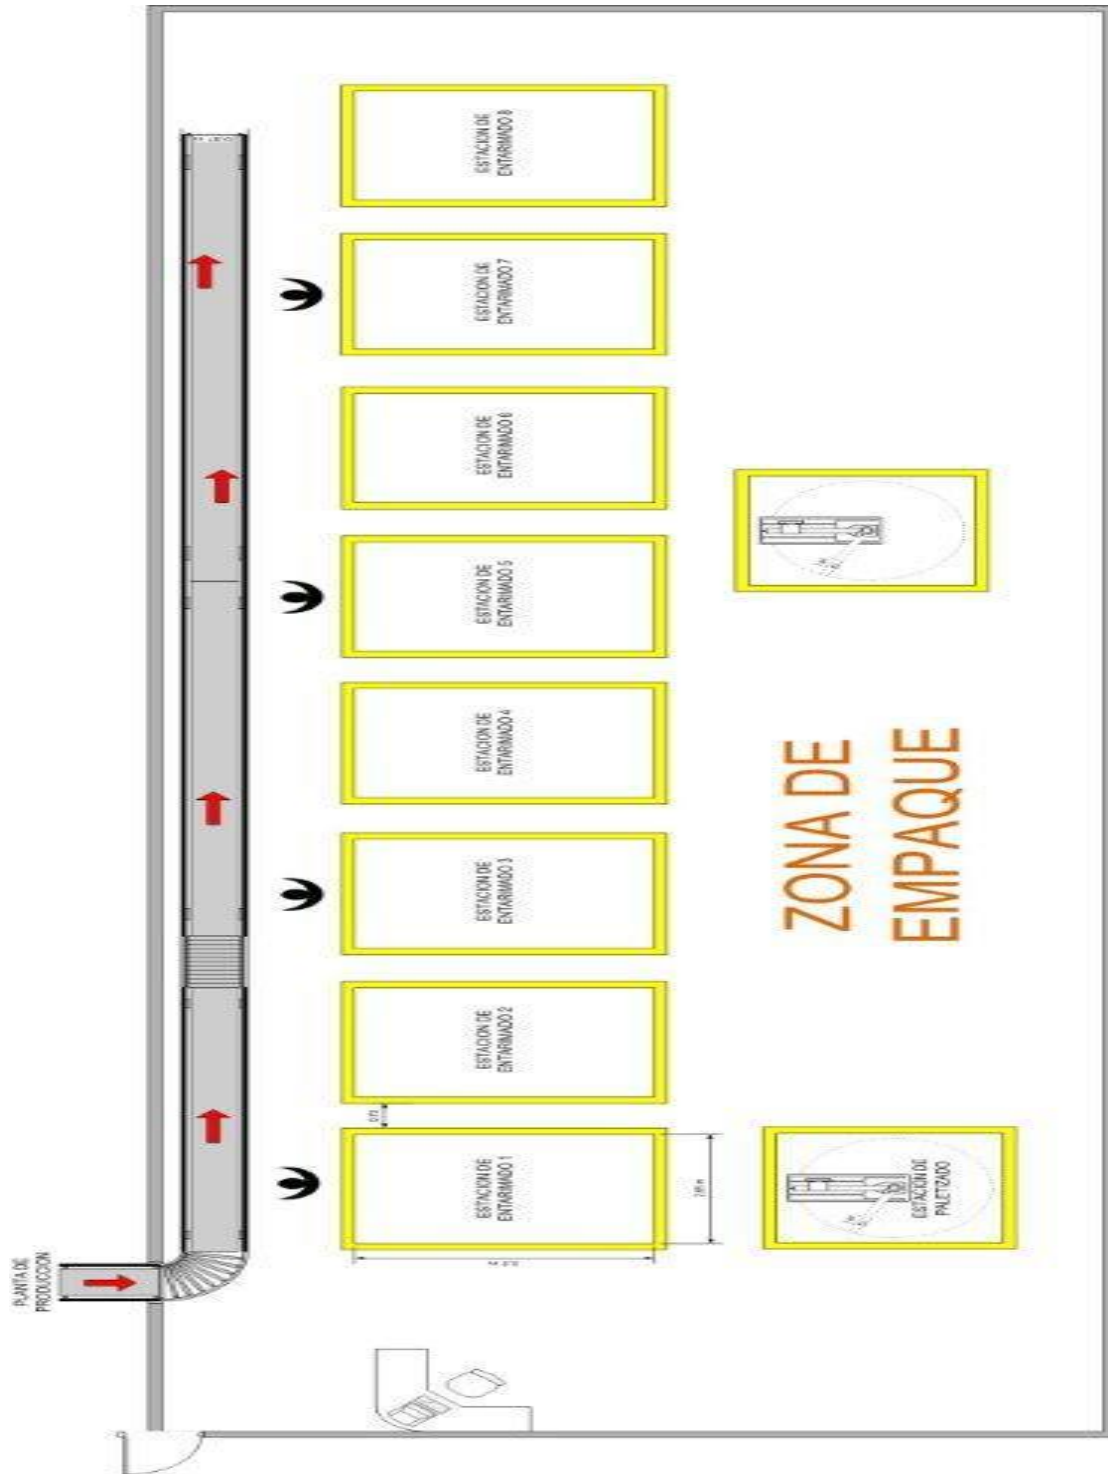 PLANTA DE
PRODUCCION
ESTACION DE
ENTARIMADO 1
ESTACION DE
ENTARIMADO 2
ESTACION DE
ENTARIMADO 3
ESTACION DE
ENTARIMADO 4
ESTACION DE
ENTARIMADO 5
ESTACION DE
ENTARIMADO 6
ESTACION DE
ENTARIMADO 7
ESTACION DE
ENTARIMADO 8
ESTACION DE
PALETIZADO
ZONA DE
EMPAQUE